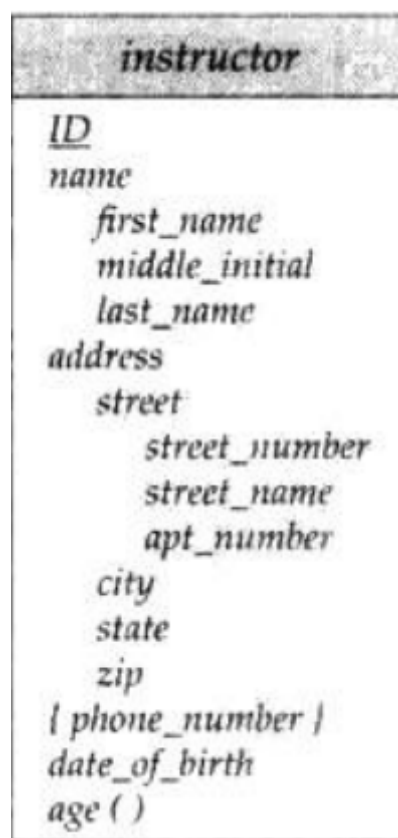 instructor
ID
name
first_name
middle_initial
last_name
address
street
street_number
street_name
apt_number
city
state
zip
{ phone_number }
date_of_birth
age ( )